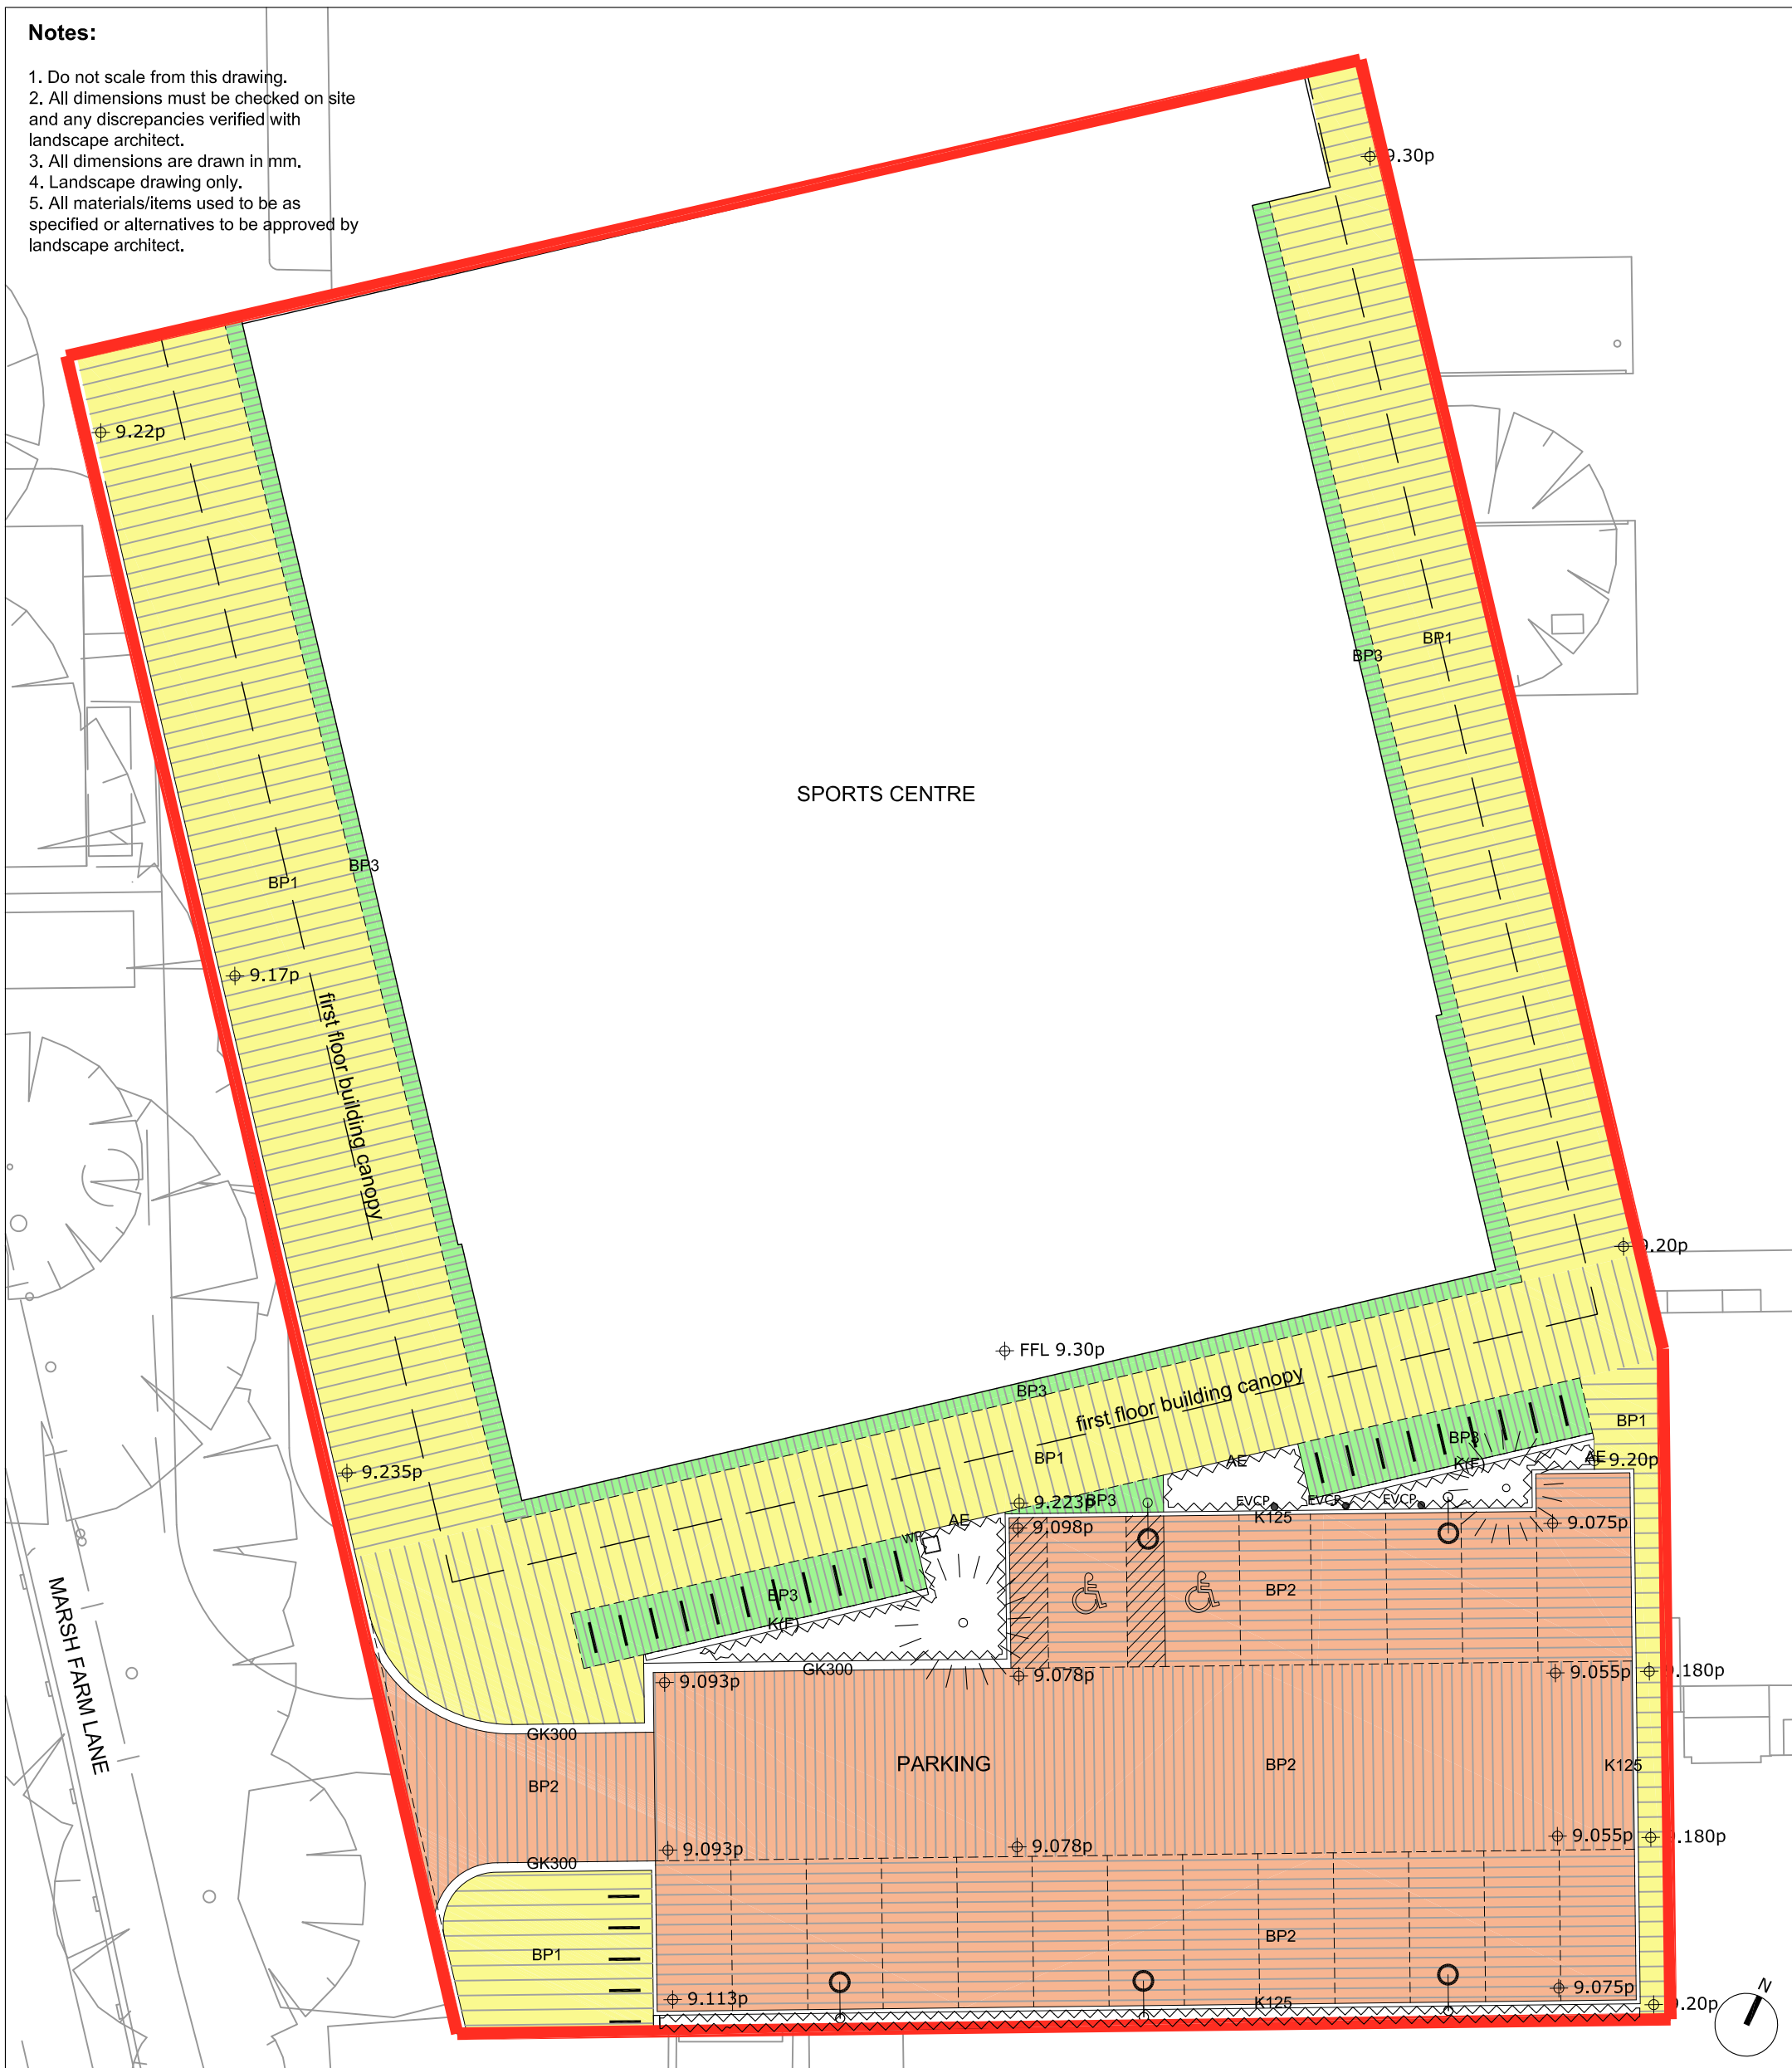 Notes:
1. Do not scale from this drawing.
2. All dimensions must be checked on site
and any discrepancies verified with
landscape architect.
3. All dimensions are drawn in mm.
4. Landscape drawing only.
5. All materials/items used to be as
specified or alternatives to be approved by
landscape architect.
9.30p
9.22p
BP1
BP3
SPORTS CENTRE
BP3
BP1
9.17p
first floor building canopy
9.20p
FFL 9.30p
BP3
first floor building canopy
BP1
BP3
BP1
AE
K(F)
AE
9.20p
9.235p
9.223p
BP3
EVCP
EVCP
EVCP
K125
AE
9.098p
9.075p
WP
BP3
K(F)
BP2
MARSH FARM LANE
GK300
9.093p
9.078p
9.055p
9.180p
GK300
PARKING
BP2
K125
BP2
9.093p
9.078p
9.055p
9.180p
GK300
BP1
BP2
9.113p
9.075p
K125
9.20p
N